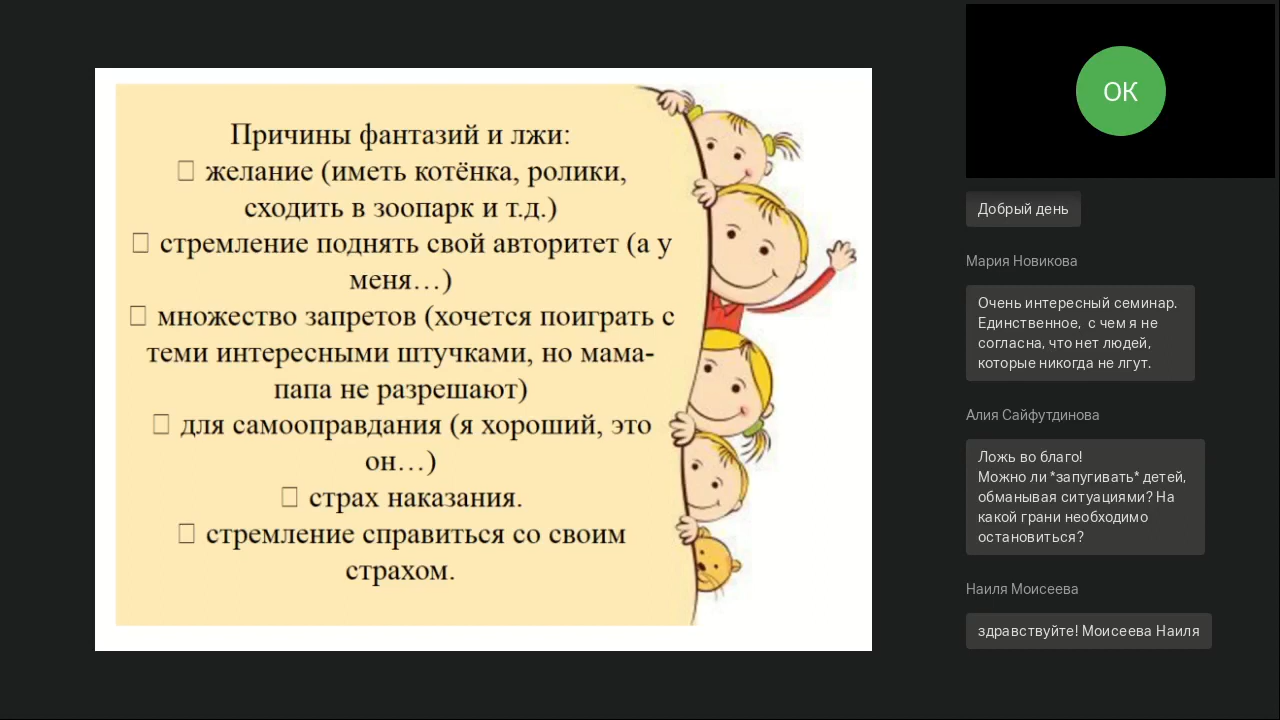 Причины фантазий и лжи:
желание (иметь котёнка, ролики,
сходить в зоопарк и т.д.)
стремление поднять свой авторитет (а у
меня…)
множество запретов (хочется поиграть с
теми интересными штучками, но мама-
папа не разрешают)
для самооправдания (я хороший, это
он…)
страх наказания.
стремление справиться со своим
страхом.
ОК
Добрый день
Мария Новикова
Очень интересный семинар.
Единственное, с чем я не
согласна, что нет людей,
которые никогда не лгут.
Алия Сайфутдинова
Ложь во благо!
Можно ли *запугивать* детей,
обманывая ситуациями? На
какой грани необходимо
остановиться?
Наиля Моисеева
здравствуйте! Моисеева Наиля